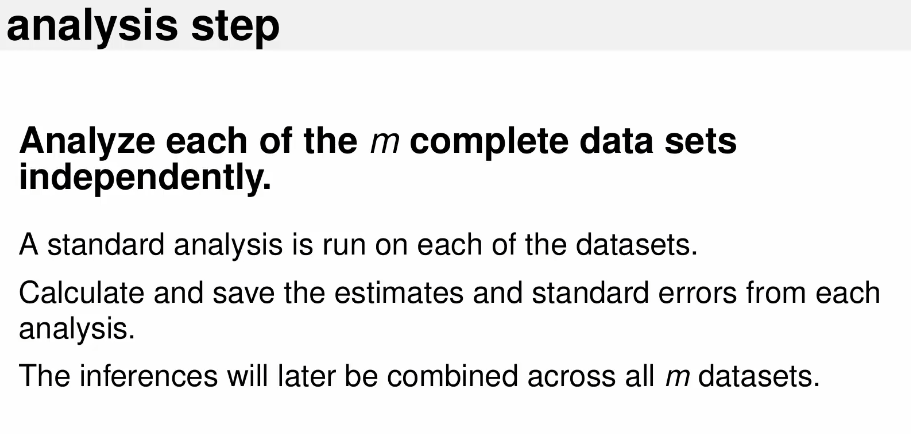 analysis step
Analyze each of the m complete data sets
independently.
A standard analysis is run on each of the datasets.
Calculate and save the estimates and standard errors from each
analysis.
The inferences will later be combined across all m datasets.